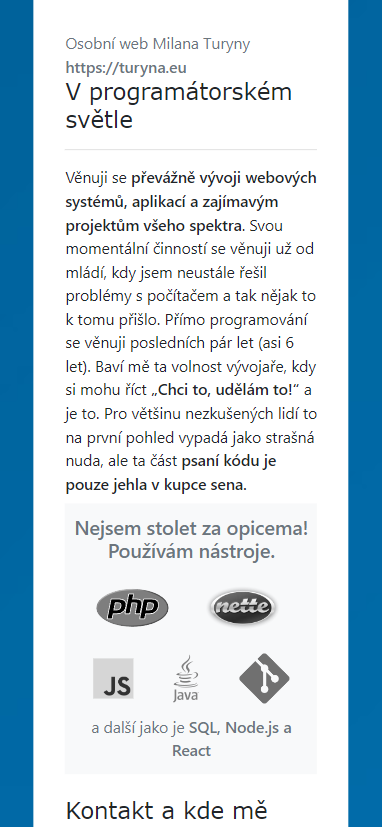 Osobní web Milana Turyny
https://turyna.eu
V programátorském
světle
Věnuji se převážně vývoji webových
systémů, aplikací a zajímavým
projektům všeho spektra. Svou
momentální činností se věnuji už od
mládí, kdy jsem neustále řešil
problémy s počítačem a tak nějak to
k tomu přišlo. Přímo programování
se věnuji posledních pár let (asi 6
let). Baví mě ta volnost vývojaře, kdy
si mohu říct „Chci to, udělám to!“ a
je to. Pro většinu nezkušených lidí to
na první pohled vypadá jako strašná
nuda, ale ta část psaní kódu je
pouze jehla v kupce sena.
Nejsem stolet za opicema!
Používám nástroje.
php nette
JS Java
a další jako je SQL, Node.js a
React
Kontakt a kde mě